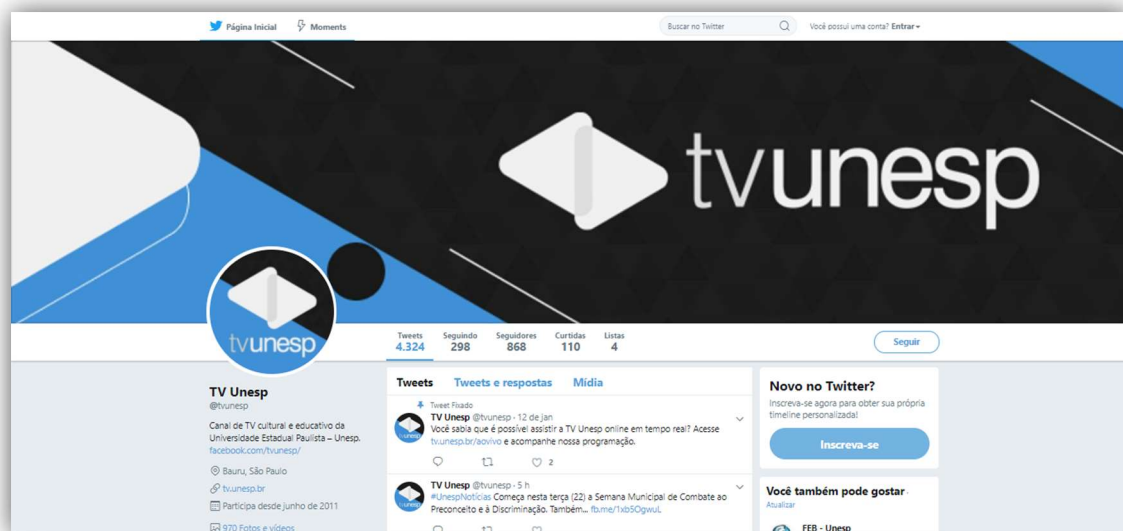 Página Inicial Moments Buscar no Twitter Você possui uma conta? Entrar
tvunesp
tvunesp
Tweets Seguindo Seguidores Curtidas Listas
4.324 298 868 110 4
Seguir
TV Unesp
@tvunesp
Canal de TV cultural e educativo da
Universidade Estadual Paulista – Unesp.
facebook.com/tvunesp/
Bauru, São Paulo
tv.unesp.br
Participa desde junho de 2011
970 Fotos e vídeos
Tweets Tweets e respostas Mídia
Tweet Fixado
TV Unesp @tvunesp · 12 de jan
Você sabia que é possível assistir a TV Unesp online em tempo real? Acesse
tv.unesp.br/aovivo e acompanhe nossa programação.
2
TV Unesp @tvunesp · 5 h
#UnespNotícias Começa nesta terça (22) a Semana Municipal de Combate ao
Preconceito e à Discriminação. Também... fb.me/1xb5Ogwul.
Novo no Twitter?
Inscreva-se agora para obter sua própria
timeline personalizada!
Inscreva-se
Você também pode gostar ·
Atualizar
FEB - Unesp